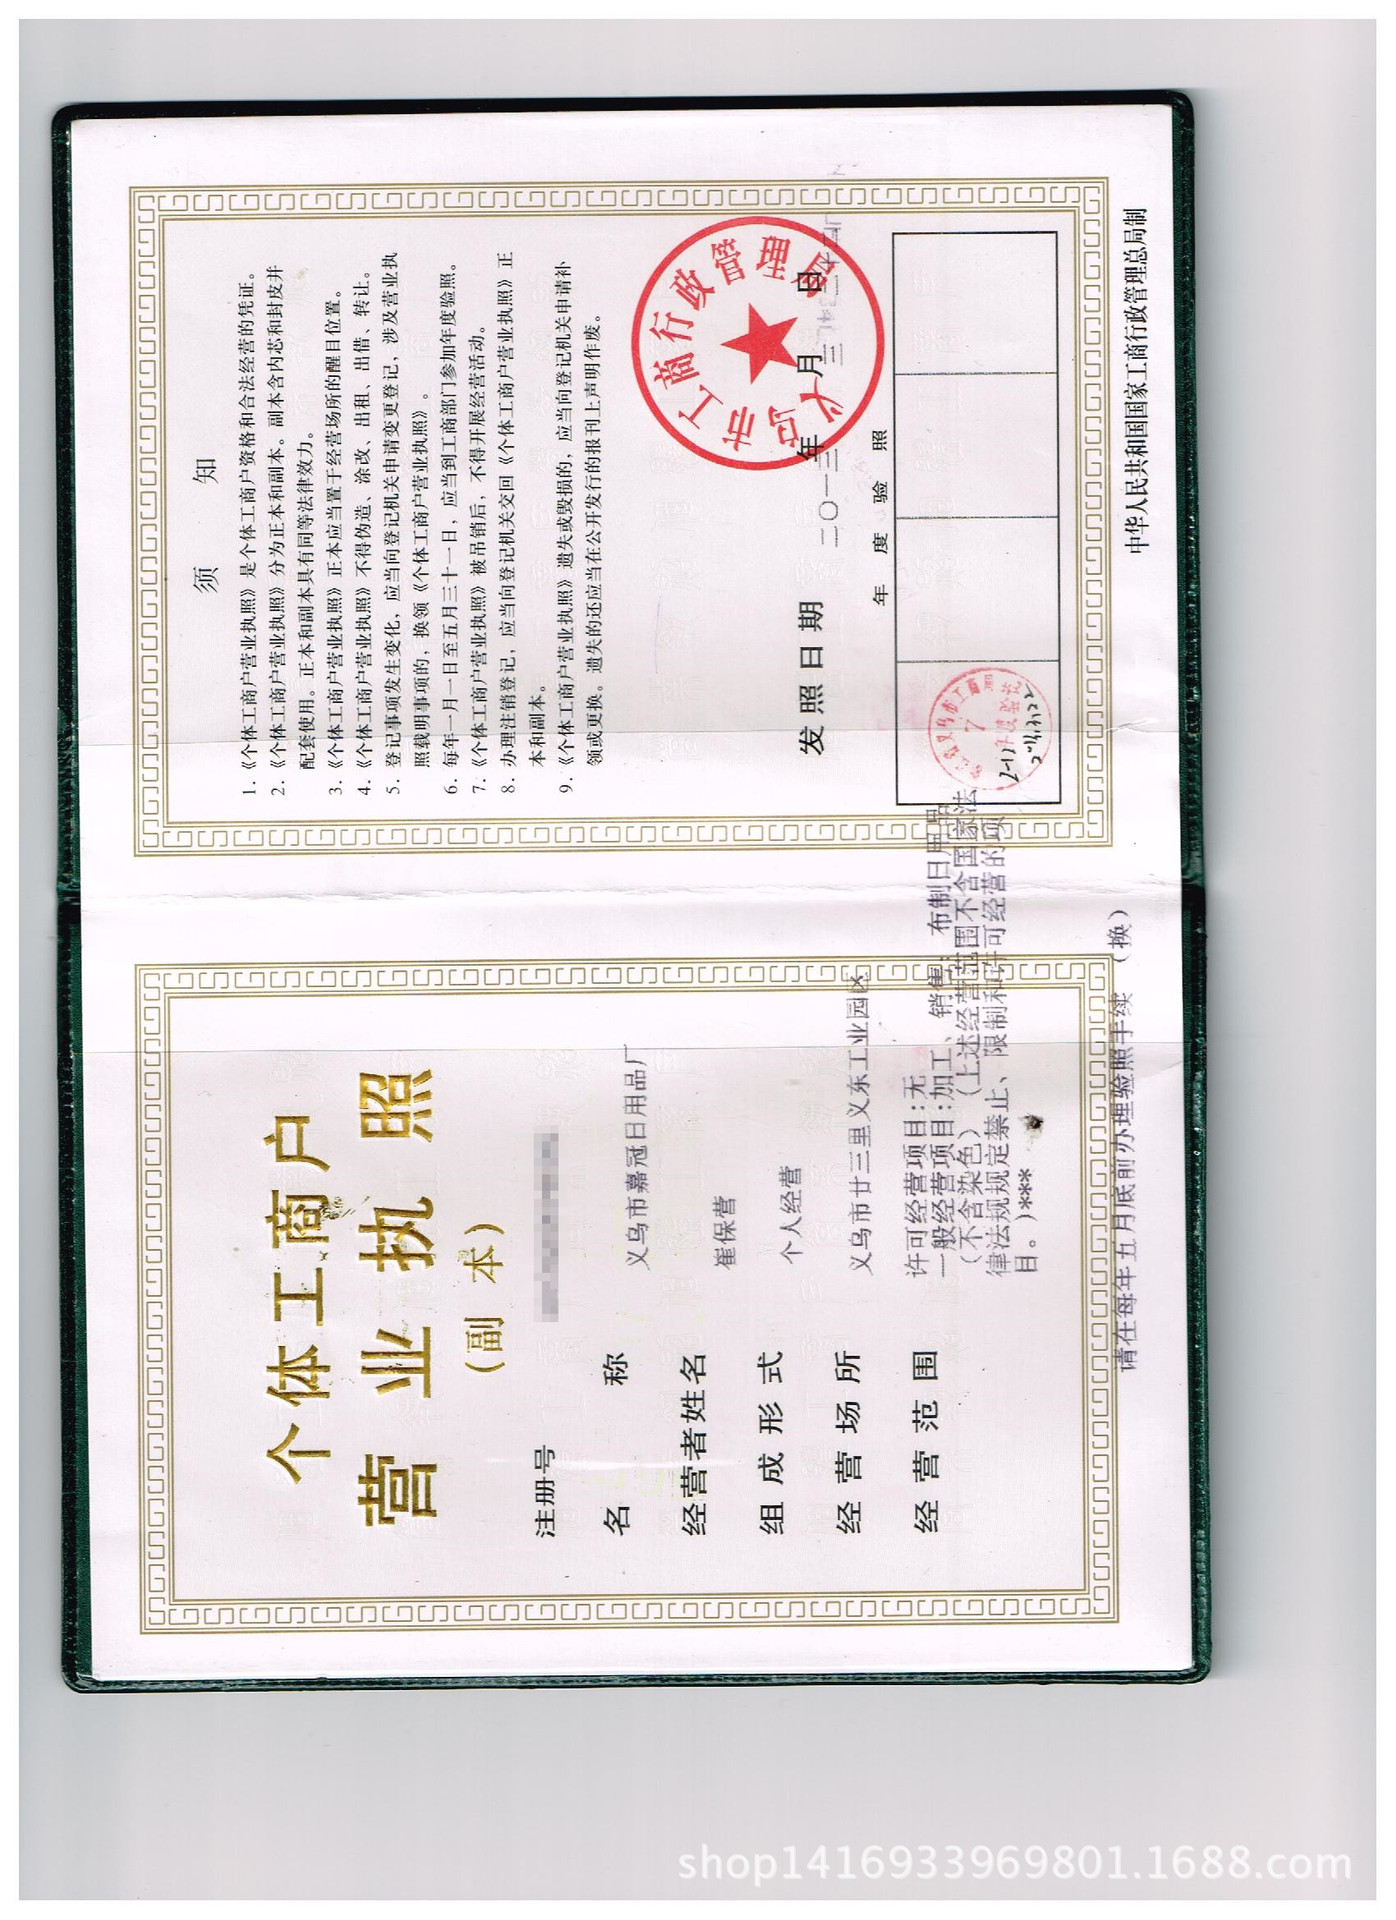 个体工商户
营业执照
(副本)
注册号
名称 义乌市嘉冠日用品厂
经营者姓名 崔保营
组成形式 个人经营
经营场所 义乌市廿三里义东工业园区
经营范围 许可经营项目:无
一般经营项目:加工、销售:布制日用品
(不含染色)(上述经营范围不含国家法
律法规规定禁止、限制和许可经营的项
目。)***
请在每年五月底前办理验照手续(换)
须知
1.《个体工商户营业执照》是个体工商户资格和合法经营的凭证。
2.《个体工商户营业执照》分为正本和副本。副本含内芯和封皮并
配套使用。正本和副本具有同等法律效力。
3.《个体工商户营业执照》正本应当置于经营场所的醒目位置。
4.《个体工商户营业执照》不得伪造、涂改、出租、出借、转让。
5.登记事项发生变化,应当向登记机关申请变更登记,涉及营业执
照载明事项的,换领《个体工商户营业执照》。
6.每年一月一日至五月三十一日,应当到工商部门参加年度验照。
7.《个体工商户营业执照》被吊销后,不得开展经营活动。
8.办理注销登记,应当向登记机关交回《个体工商户营业执照》正
本和副本。
9.《个体工商户营业执照》遗失或毁损的,应当向登记机关申请补
领或更换。遗失的还应当在公开发行的报刊上声明作废。
义乌市工商行政管理局
发照日期 二〇一三年 三月 日
年度验照
中华人民共和国国家工商行政管理总局制
shop1416933969801.1688.com